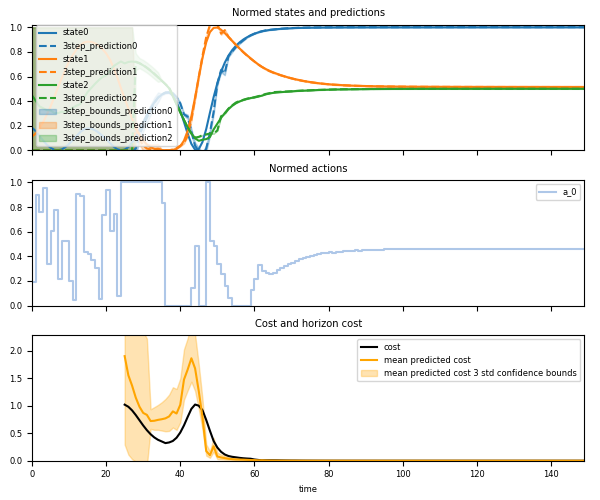 Normed states and predictions
1.0
0.8
0.6
0.4
0.2
0.0
state0
3step_prediction0
state1
3step_prediction1
state2
3step_prediction2
3step_bounds_prediction0
3step_bounds_prediction1
3step_bounds_prediction2
Normed actions
1.0
0.8
0.6
0.4
0.2
0.0
a_0
Cost and horizon cost
2.0
1.5
1.0
0.5
0.0
cost
mean predicted cost
mean predicted cost 3 std confidence bounds
0 20 40 60 80 100 120 140
time